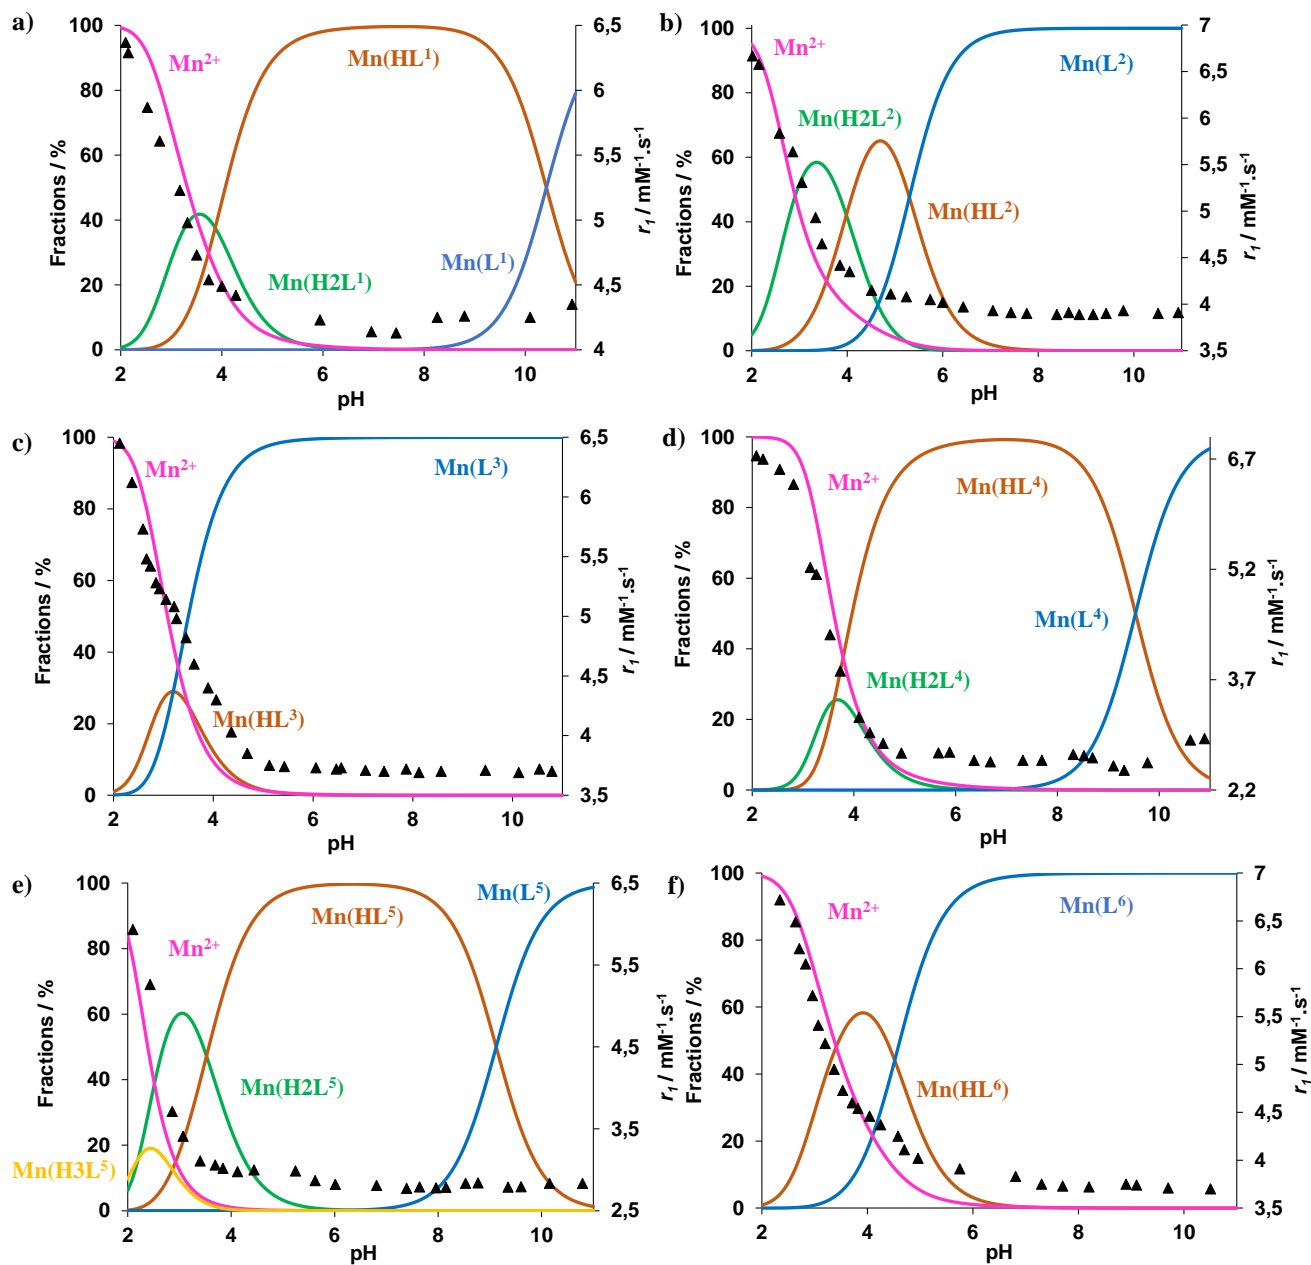 a)
Fractions / %
100
80
60
40
20
0
Mn²⁺
Mn(HL¹)
Mn(H2L¹)
Mn(L¹)
6,5
6
5,5
5
4,5
4
r₁ / mM⁻¹.s⁻¹
2 4 6 8 10
pH
b)
Fractions / %
100
80
60
40
20
0
Mn²⁺
Mn(L²)
Mn(H2L²)
Mn(HL²)
7
6,5
6
5,5
5
4,5
4
3,5
r₁ / mM⁻¹.s⁻¹
2 4 6 8 10
pH
c)
Fractions / %
100
80
60
40
20
0
Mn²⁺
Mn(L³)
Mn(HL³)
6,5
6
5,5
5
4,5
4
3,5
r₁ / mM⁻¹.s⁻¹
2 4 6 8 10
pH
d)
Fractions / %
100
80
60
40
20
0
Mn²⁺
Mn(HL⁴)
Mn(L⁴)
Mn(H2L⁴)
6,7
5,2
3,7
2,2
r₁ / mM⁻¹.s⁻¹
2 4 6 8 10
pH
e)
Fractions / %
100
80
60
40
20
0
Mn(L⁵)
Mn(HL⁵)
Mn²⁺
Mn(H2L⁵)
Mn(H3L⁵)
6,5
5,5
4,5
3,5
2,5
r₁ / mM⁻¹.s⁻¹
2 4 6 8 10
pH
f)
Fractions / %
100
80
60
40
20
0
Mn²⁺
Mn(L⁶)
Mn(HL⁶)
7
6,5
6
5,5
5
4,5
4
3,5
r₁ / mM⁻¹.s⁻¹
2 4 6 8 10
pH